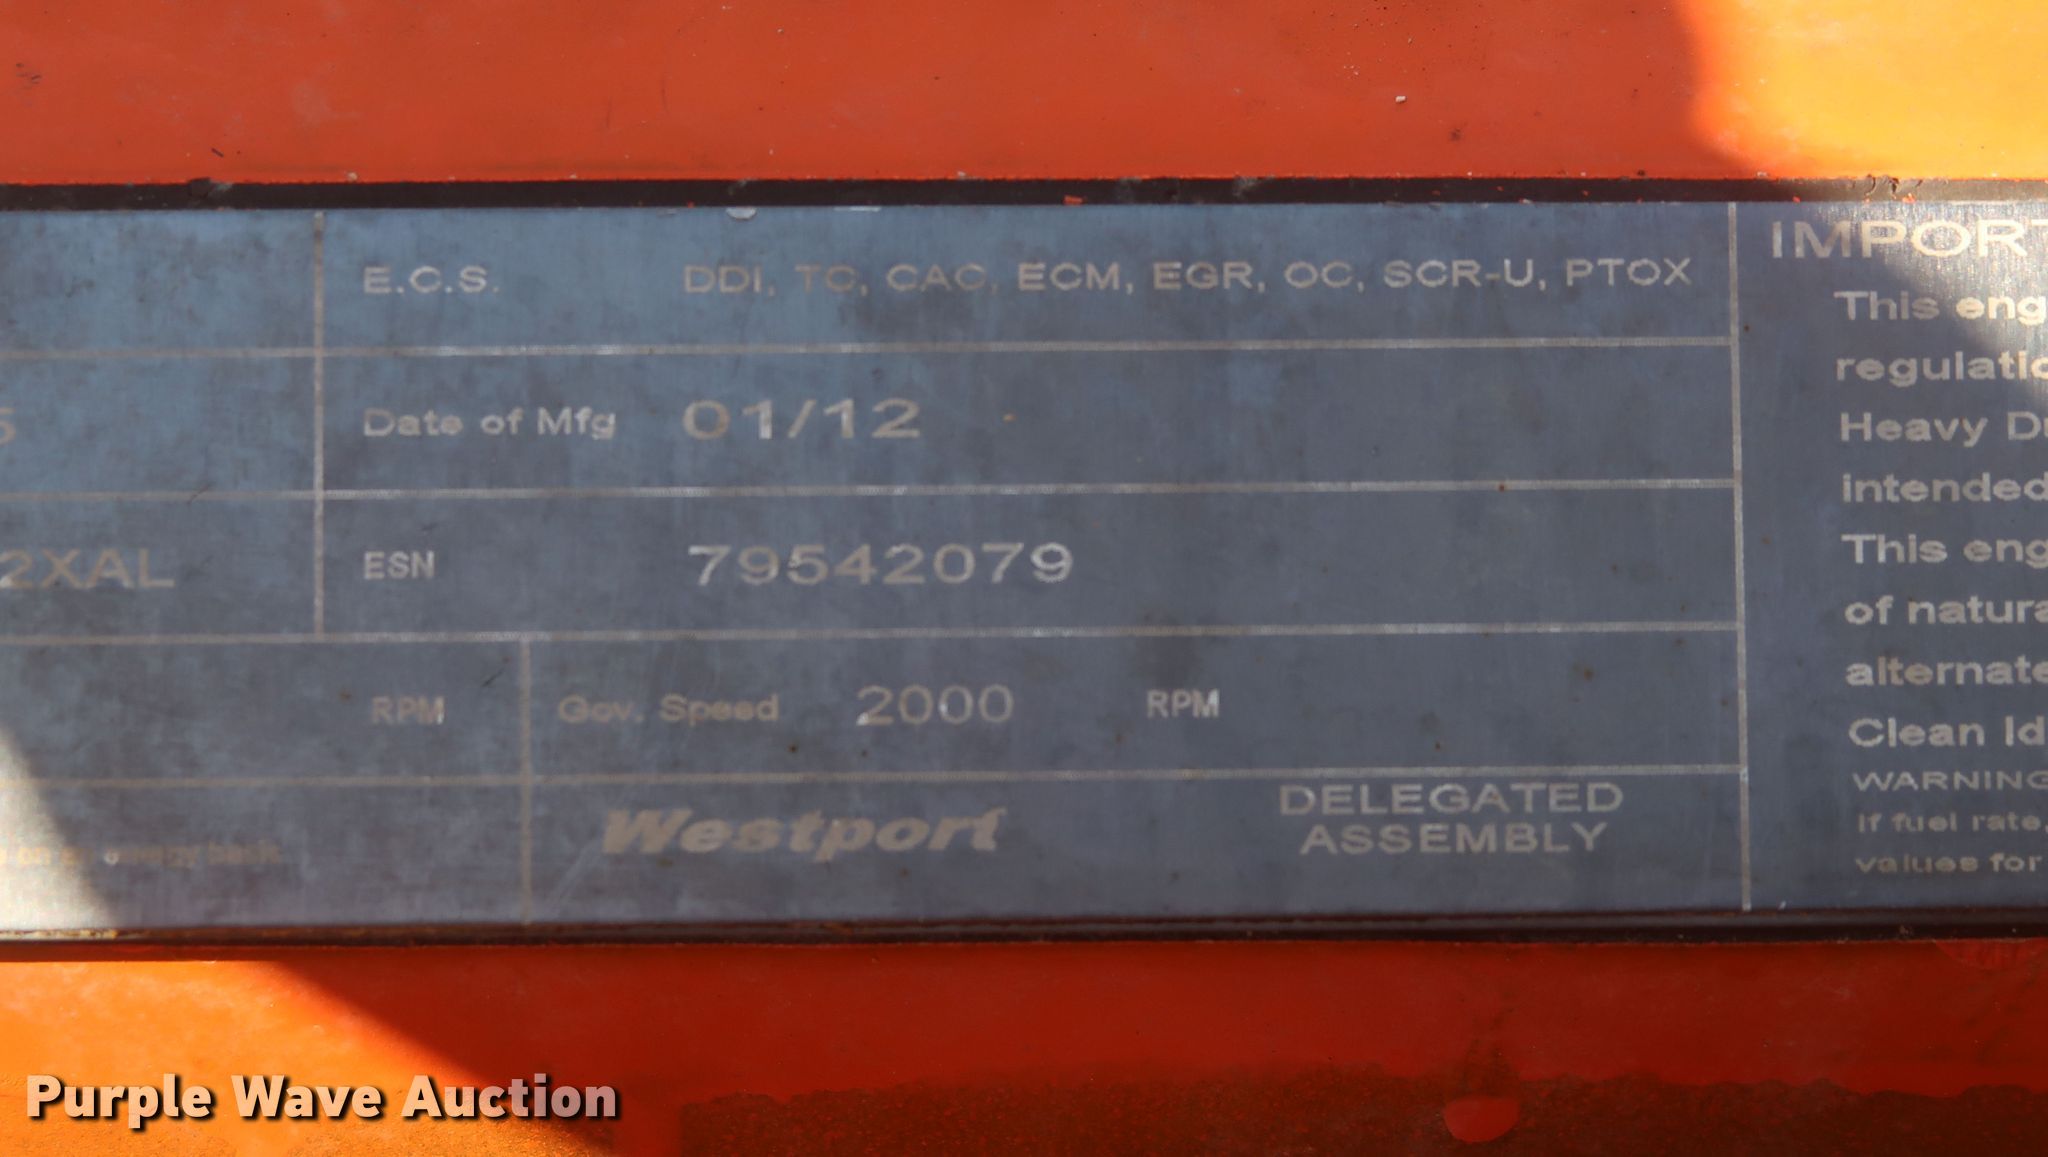 E.C.S. DDI, TC, CAC, ECM, EGR, OC, SCR-U, PTOX
5
Date of Mfg 01/12
2XAL
ESN 79542079
RPM
Gov. Speed 2000 RPM
Westport
DELEGATED
ASSEMBLY
IMPORT
This eng
regulatio
Heavy Du
intended
This eng
of natura
alternate
Clean Id
WARNING
If fuel rate,
values for
Purple Wave Auction